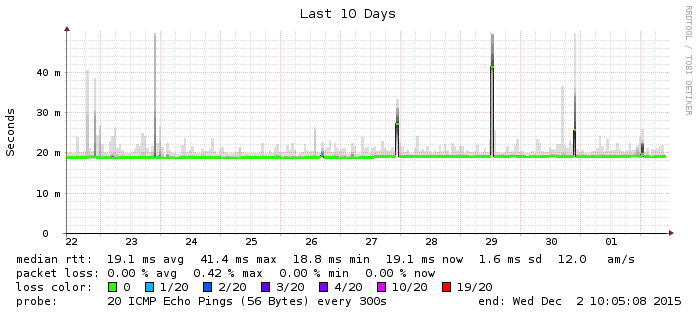 Last 10 Days
RRDTOOL / TOBI OETIKER
Seconds
40 m
30 m
20 m
10 m
0
22 23 24 25 26 27 28 29 30 01
median rtt: 19.1 ms avg 41.4 ms max 18.8 ms min 19.1 ms now 1.6 ms sd 12.0 am/s
packet loss: 0.00 % avg 0.42 % max 0.00 % min 0.00 % now
loss color: 0 1/20 2/20 3/20 4/20 10/20 19/20
probe: 20 ICMP Echo Pings (56 Bytes) every 300s end: Wed Dec 2 10:05:08 2015